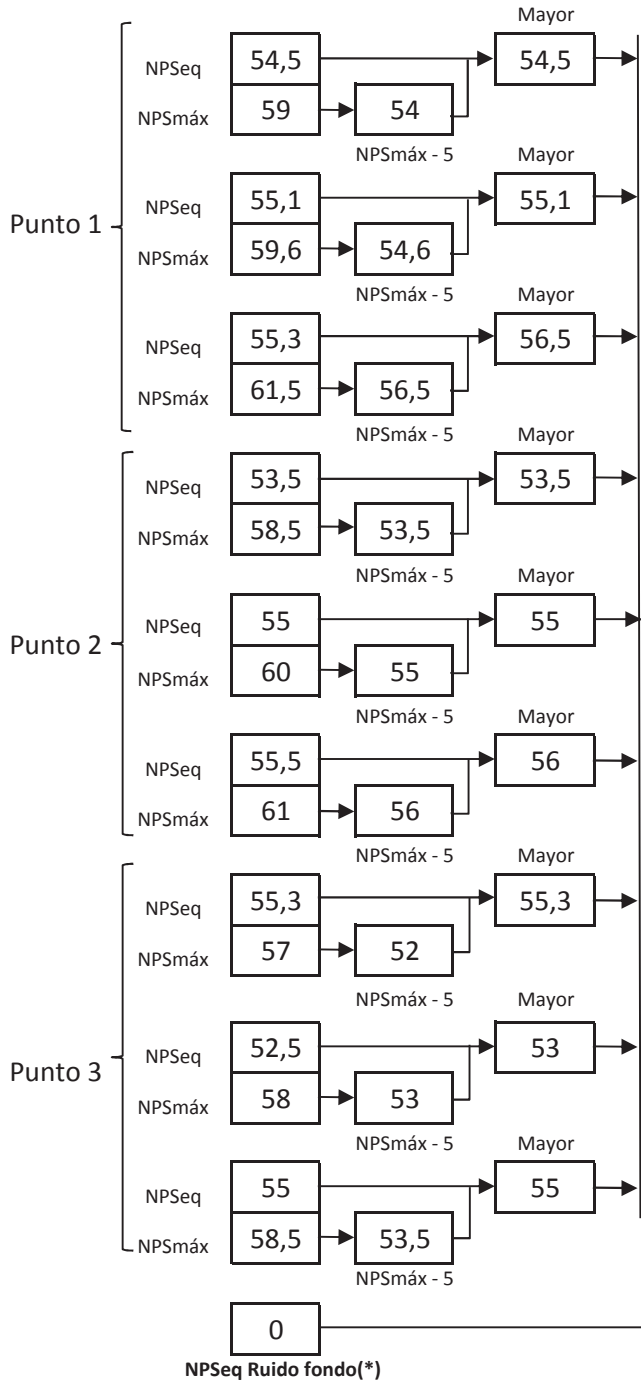 Mayor
NPSeq 54,5 54,5
NPSmáx 59 54
NPSmáx - 5 Mayor
Punto 1
NPSeq 55,1 55,1
NPSmáx 59,6 54,6
NPSmáx - 5 Mayor
NPSeq 55,3 56,5
NPSmáx 61,5 56,5
NPSmáx - 5 Mayor
NPSeq 53,5 53,5
NPSmáx 58,5 53,5
NPSmáx - 5 Mayor
Punto 2
NPSeq 55 55
NPSmáx 60 55
NPSmáx - 5 Mayor
NPSeq 55,5 56
NPSmáx 61 56
NPSmáx - 5 Mayor
NPSeq 55,3 55,3
NPSmáx 57 52
NPSmáx - 5 Mayor
Punto 3
NPSeq 52,5 53
NPSmáx 58 53
NPSmáx - 5 Mayor
NPSeq 55 55
NPSmáx 58,5 53,5
NPSmáx - 5
0
NPSeq Ruido fondo(*)